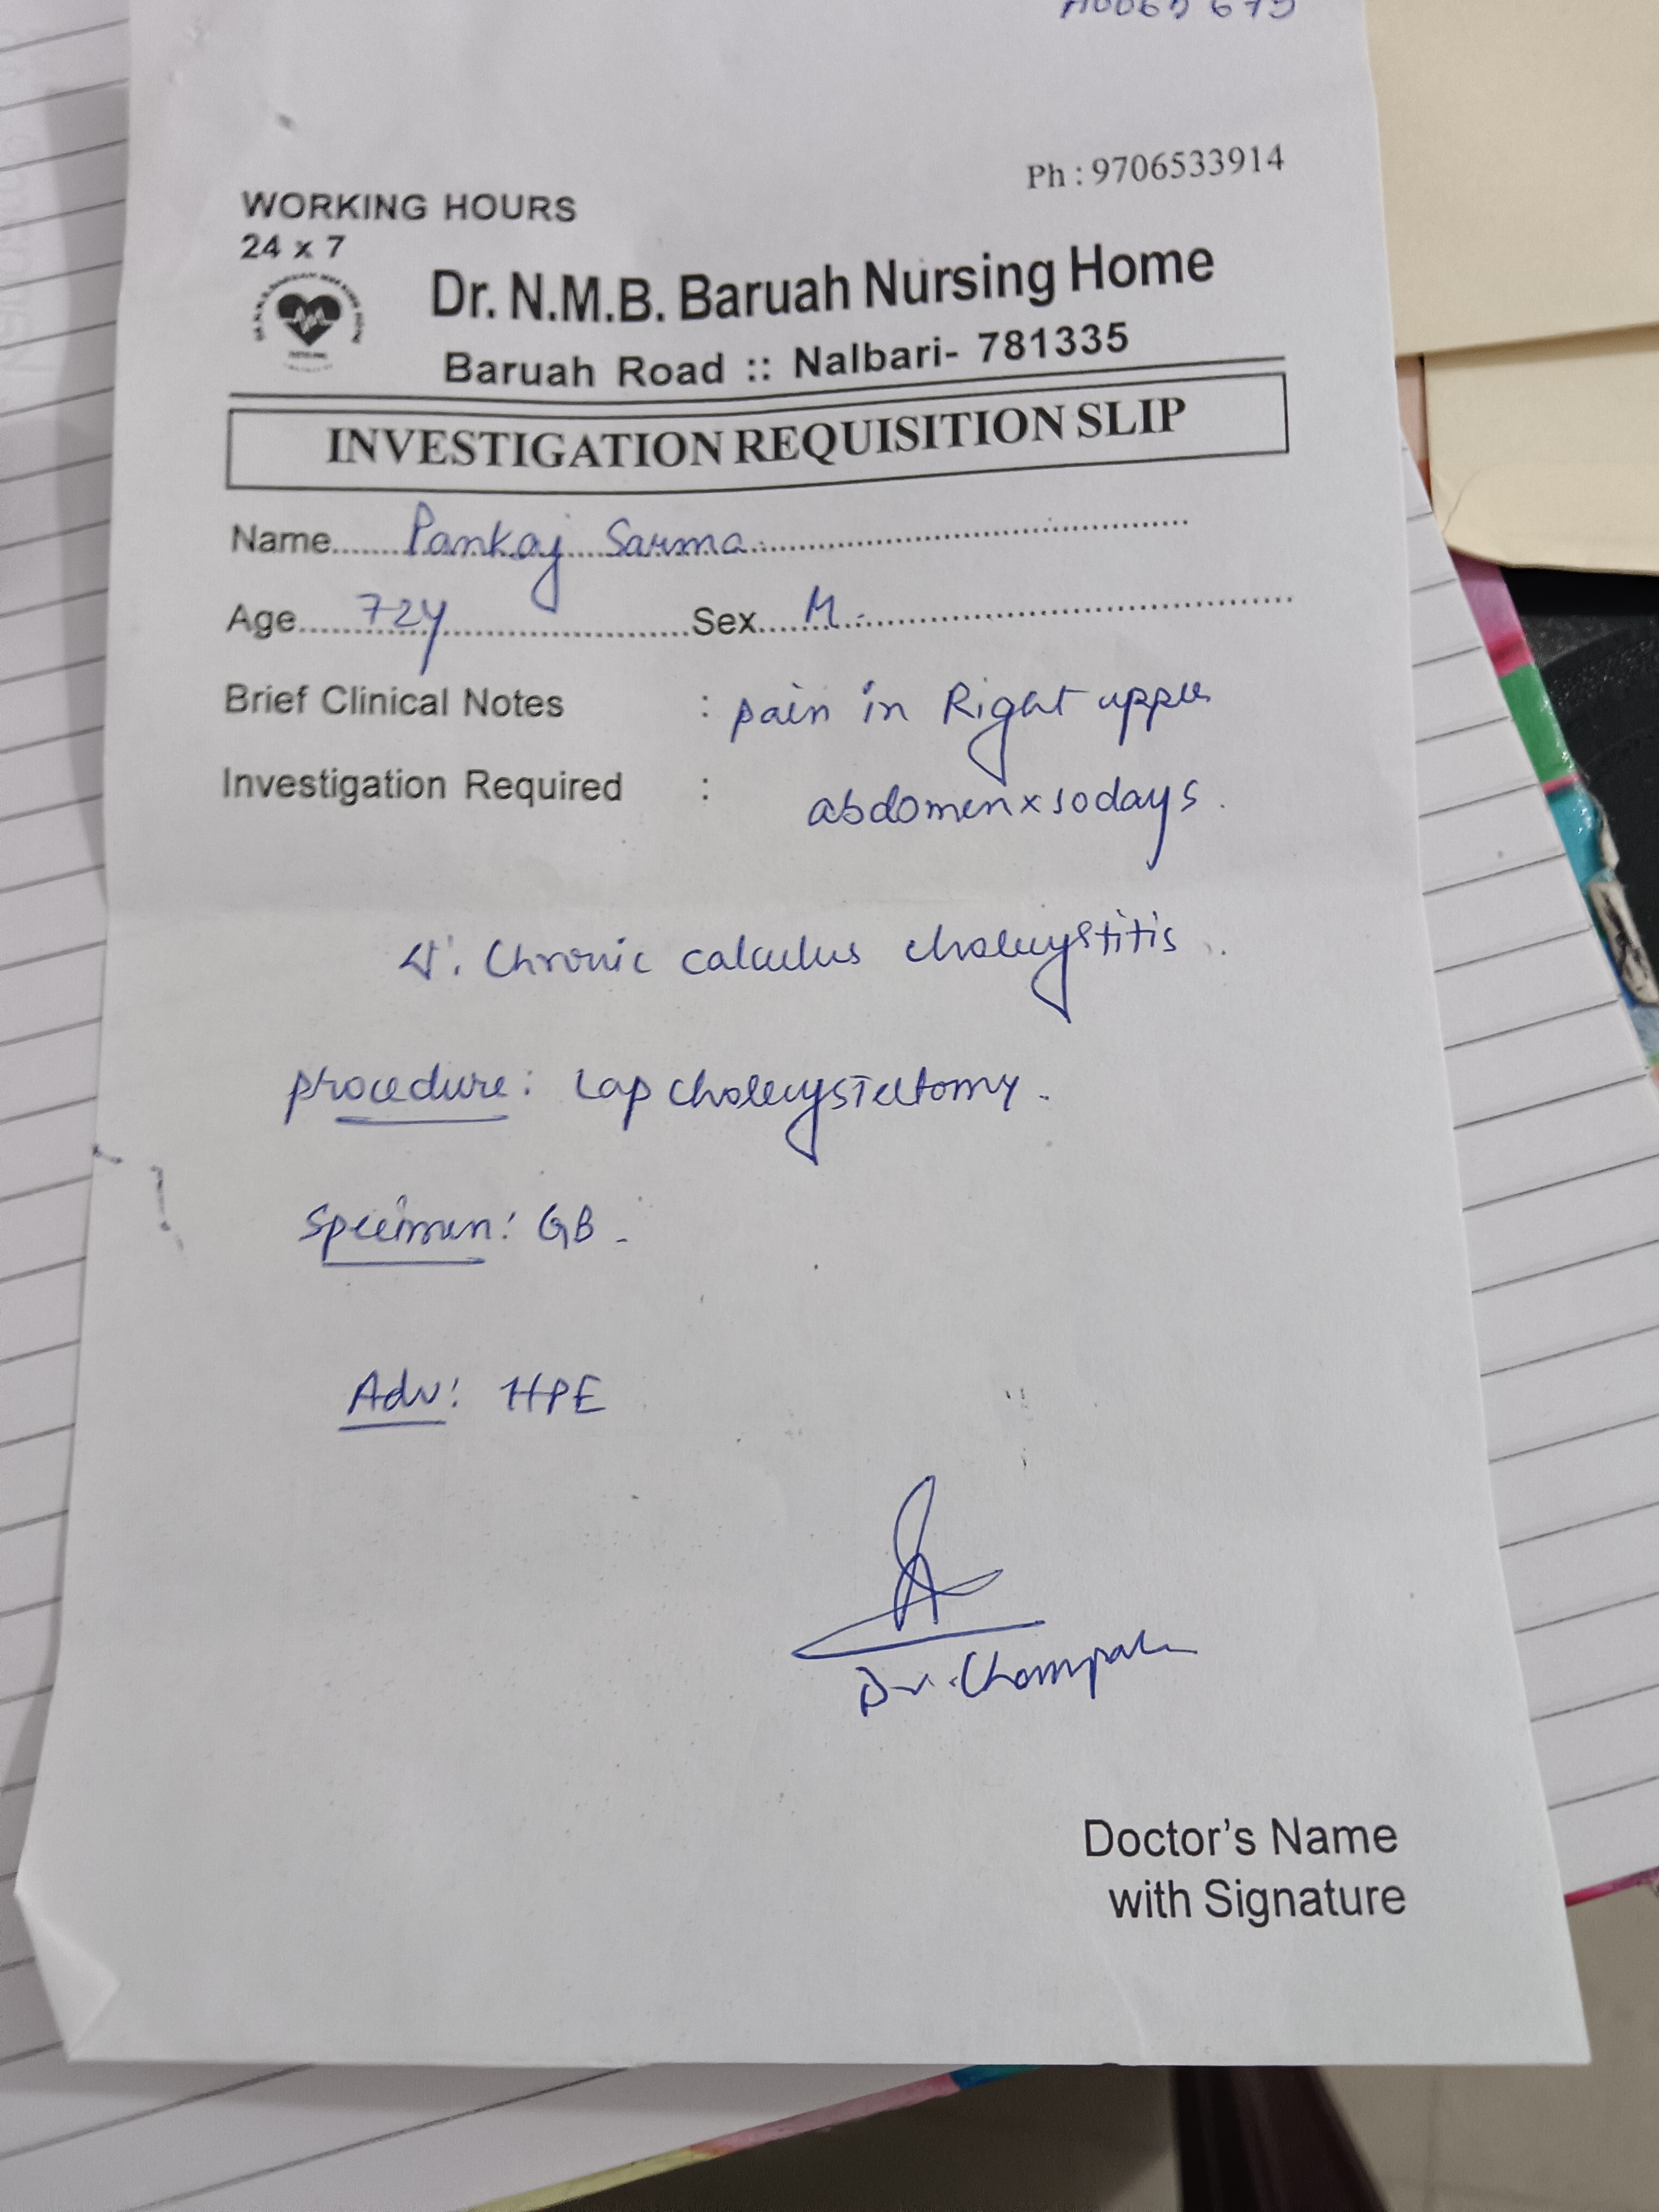 Ph : 9706533914
WORKING HOURS
24 x 7
Dr. N.M.B. Baruah Nursing Home
Baruah Road :: Nalbari- 781335
INVESTIGATION REQUISITION SLIP
Name..... Pankaj Sarma
Age..... 72y ..... Sex..... M.
Brief Clinical Notes : pain in Right upper
Investigation Required : abdomen x 10 days.
Chronic calculus cholecystitis
procedure: Lap cholecystectomy.
Specimen: GB
Adv: HPE
Dr.
Doctor's Name
with Signature